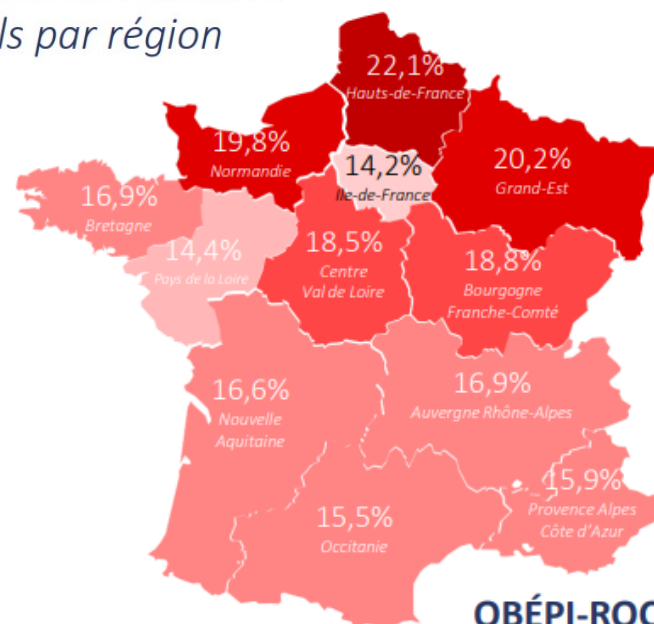 ls par région
22,1%
Hauts-de-France
19,8%
Normandie
14,2%
Ile-de-France
20,2%
Grand-Est
16,9%
Bretagne
14,4%
Pays de la Loire
18,5%
Centre
Val de Loire
18,8%
Bourgogne
Franche-Comté
16,6%
Nouvelle
Aquitaine
16,9%
Auvergne Rhône-Alpes
15,9%
Provence Alpes
Côte d'Azur
15,5%
Occitanie
OBÉPI-ROC